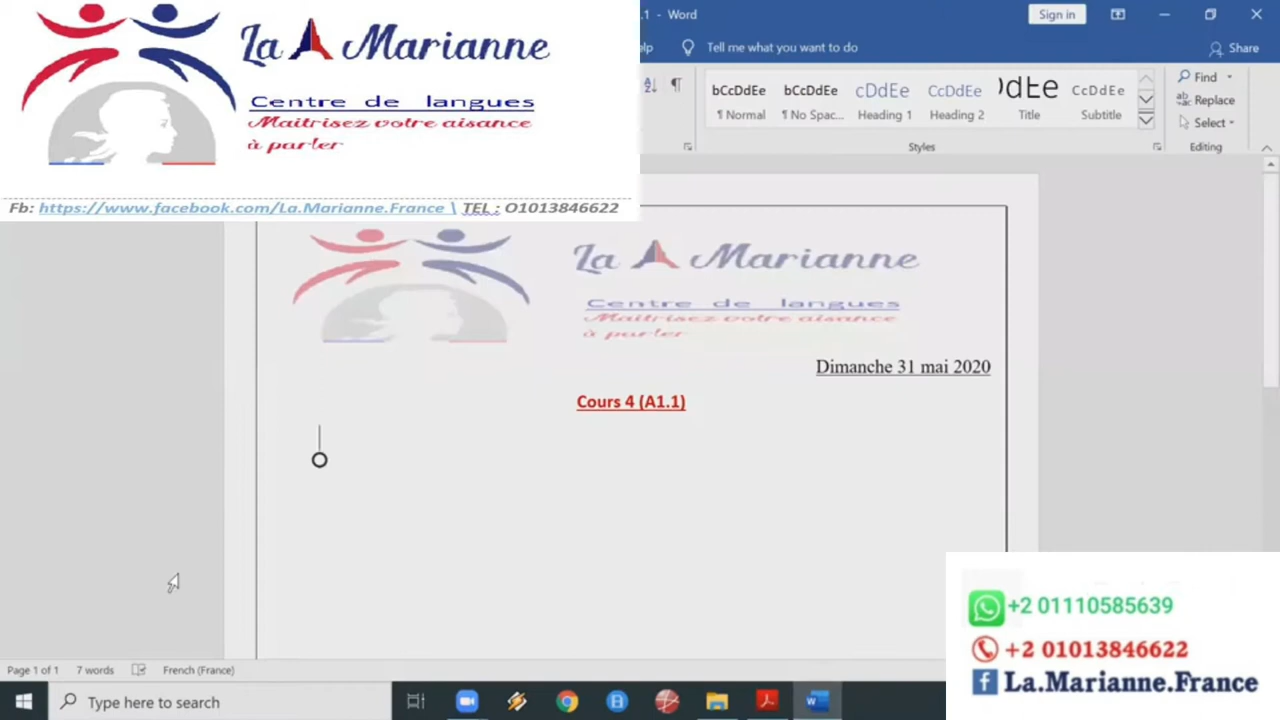 La Marianne
Centre de langues
Maitrisez votre aisance
à parler
Fb: https://www.facebook.com/La.Marianne.France \ TEL : O1013846622
.1 - Word
Sign in
lp
Tell me what you want to do
Share
bCcDdEe
bCcDdEe
cDdEe
CcDdEe
DdEe
CcDdEe
¶ Normal
¶ No Spac...
Heading 1
Heading 2
Title
Subtitle
Styles
Find
Replace
Select
Editing
La Marianne
Centre de langues
Maitrisez votre aisance
à parler
Dimanche 31 mai 2020
Cours 4 (A1.1)
+2 01110585639
+2 01013846622
La.Marianne.France
Page 1 of 1
7 words
French (France)
Type here to search